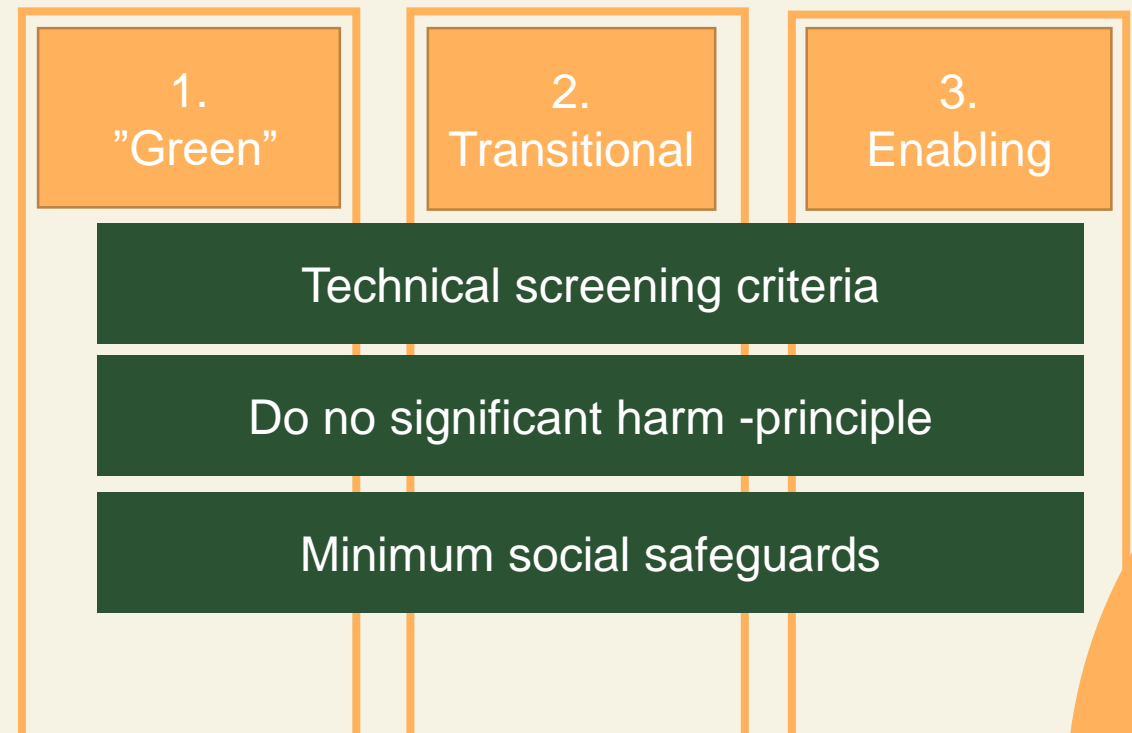 1.
”Green”
2.
Transitional
3.
Enabling
Technical screening criteria
Do no significant harm -principle
Minimum social safeguards